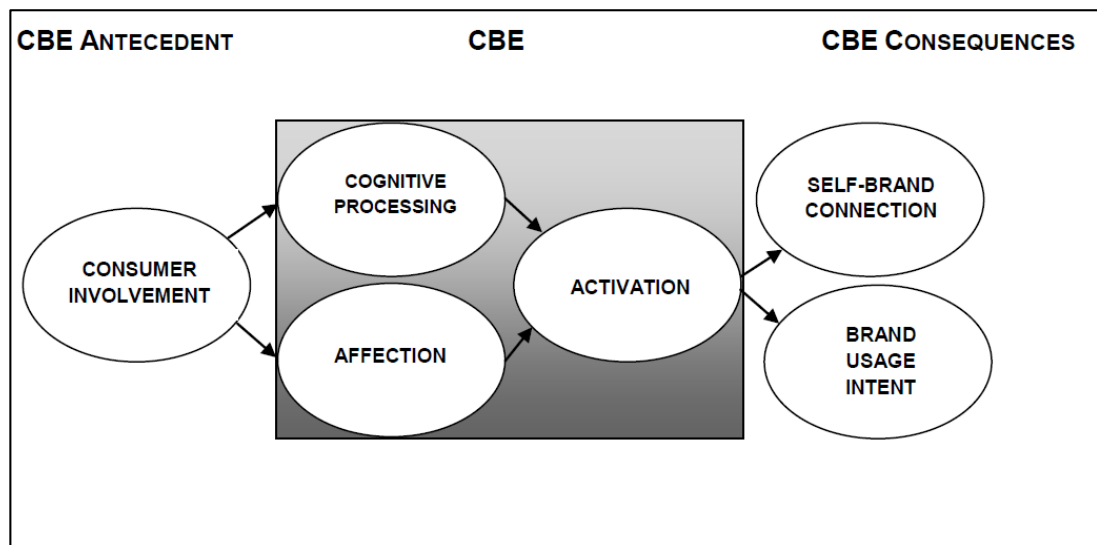 CBE ANTECEDENT
CBE
CBE CONSEQUENCES
CONSUMER
INVOLVEMENT
COGNITIVE
PROCESSING
AFFECTION
ACTIVATION
SELF-BRAND
CONNECTION
BRAND
USAGE
INTENT